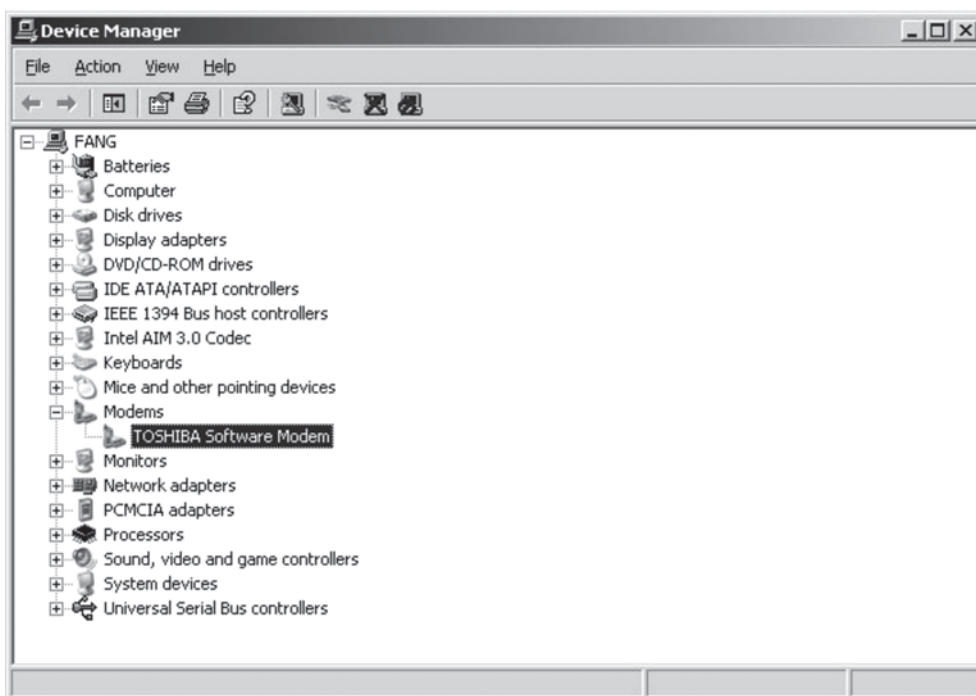 Device Manager
File Action View Help
FANG
Batteries
Computer
Disk drives
Display adapters
DVD/CD-ROM drives
IDE ATA/ATAPI controllers
IEEE 1394 Bus host controllers
Intel AIM 3.0 Codec
Keyboards
Mice and other pointing devices
Modems
TOSHIBA Software Modem
Monitors
Network adapters
PCMCIA adapters
Processors
Sound, video and game controllers
System devices
Universal Serial Bus controllers